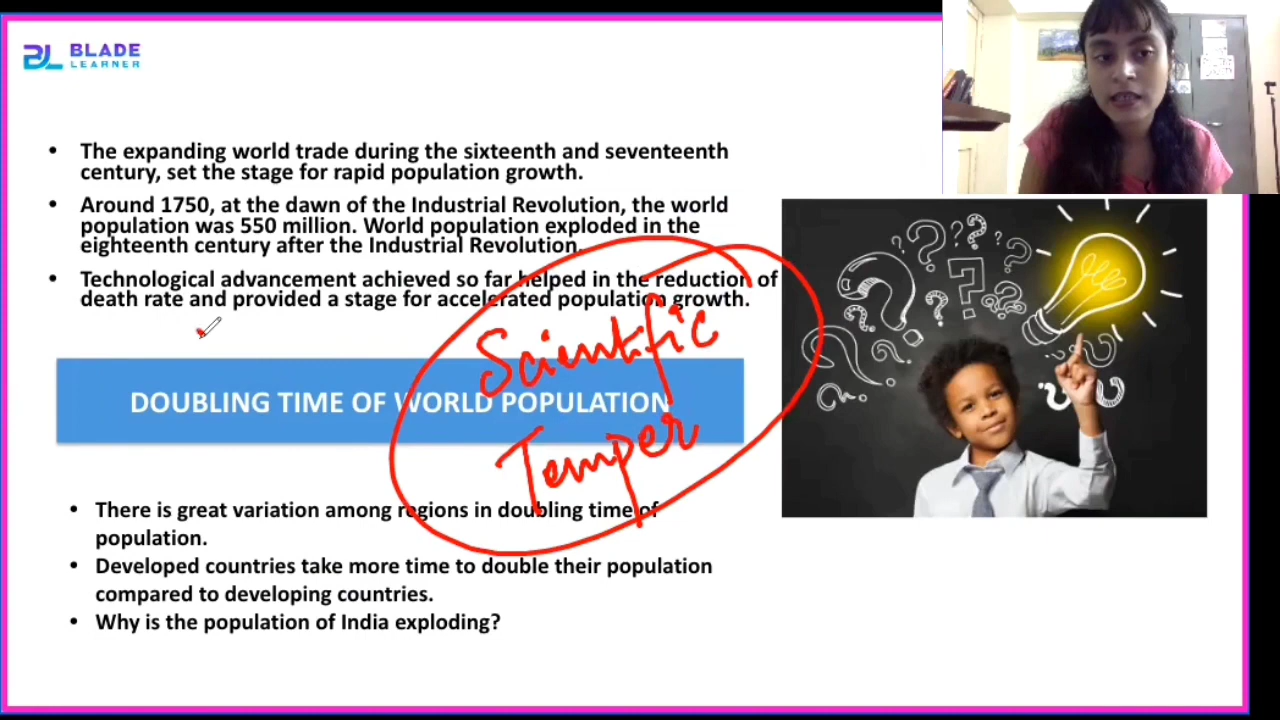 BLADE
LEARNER
• The expanding world trade during the sixteenth and seventeenth
century, set the stage for rapid population growth.
• Around 1750, at the dawn of the Industrial Revolution, the world
population was 550 million. World population exploded in the
eighteenth century after the Industrial Revolution.
• Technological advancement achieved so far helped in the reduction of
death rate and provided a stage for accelerated population growth.
Scientific
Temper
DOUBLING TIME OF WORLD POPULATION
• There is great variation among regions in doubling time of
population.
• Developed countries take more time to double their population
compared to developing countries.
• Why is the population of India exploding?